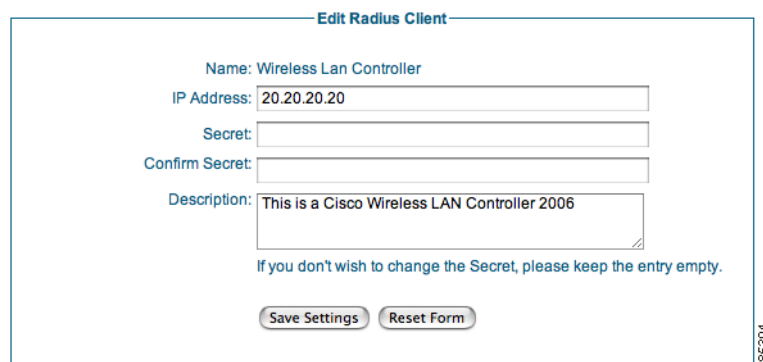 Edit Radius Client
Name: Wireless Lan Controller
IP Address: 20.20.20.20
Secret:
Confirm Secret:
Description: This is a Cisco Wireless LAN Controller 2006
If you don't wish to change the Secret, please keep the entry empty.
Save Settings Reset Form